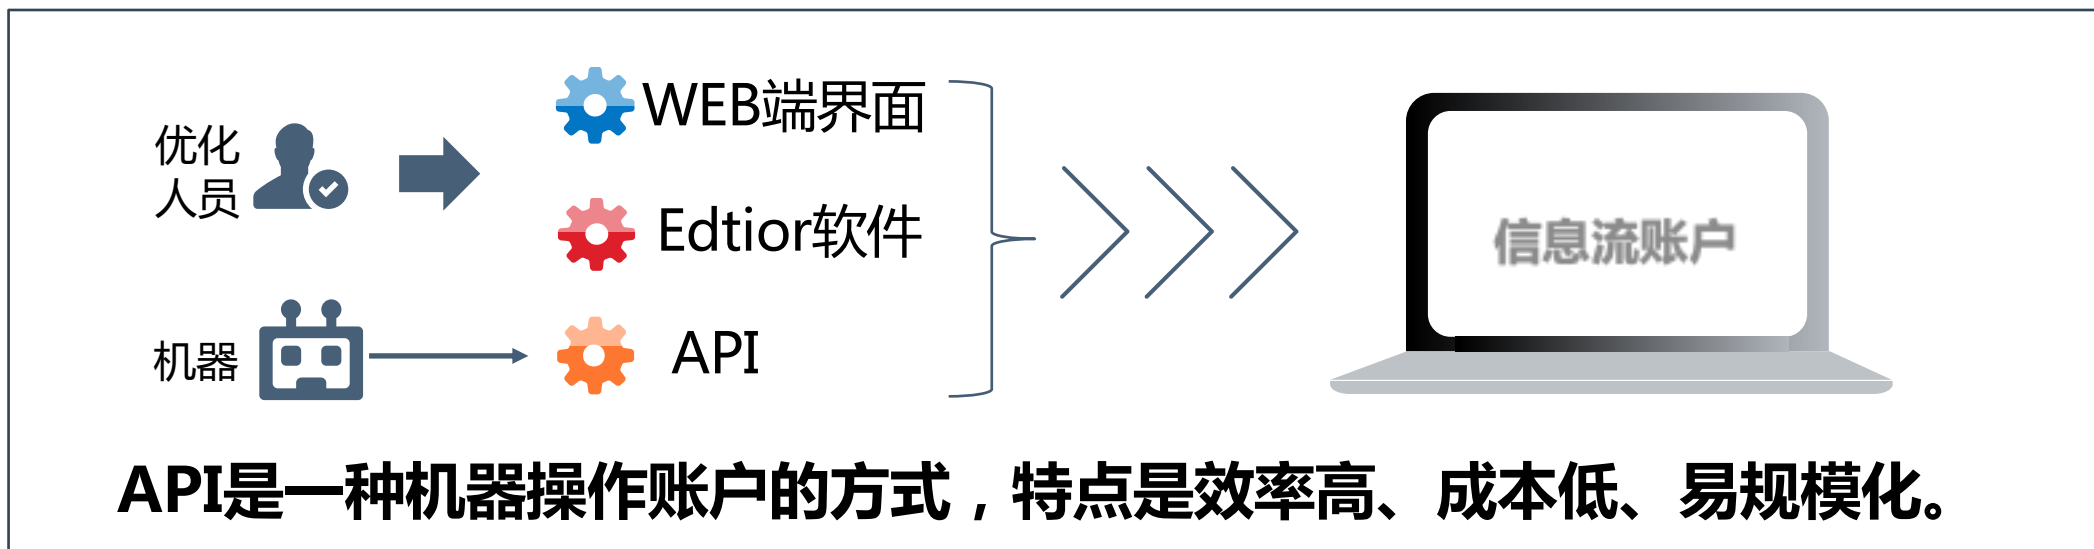 优化
人员
WEB端界面
Edtior软件
机器
API
信息流账户
API是一种机器操作账户的方式，特点是效率高、成本低、易规模化。